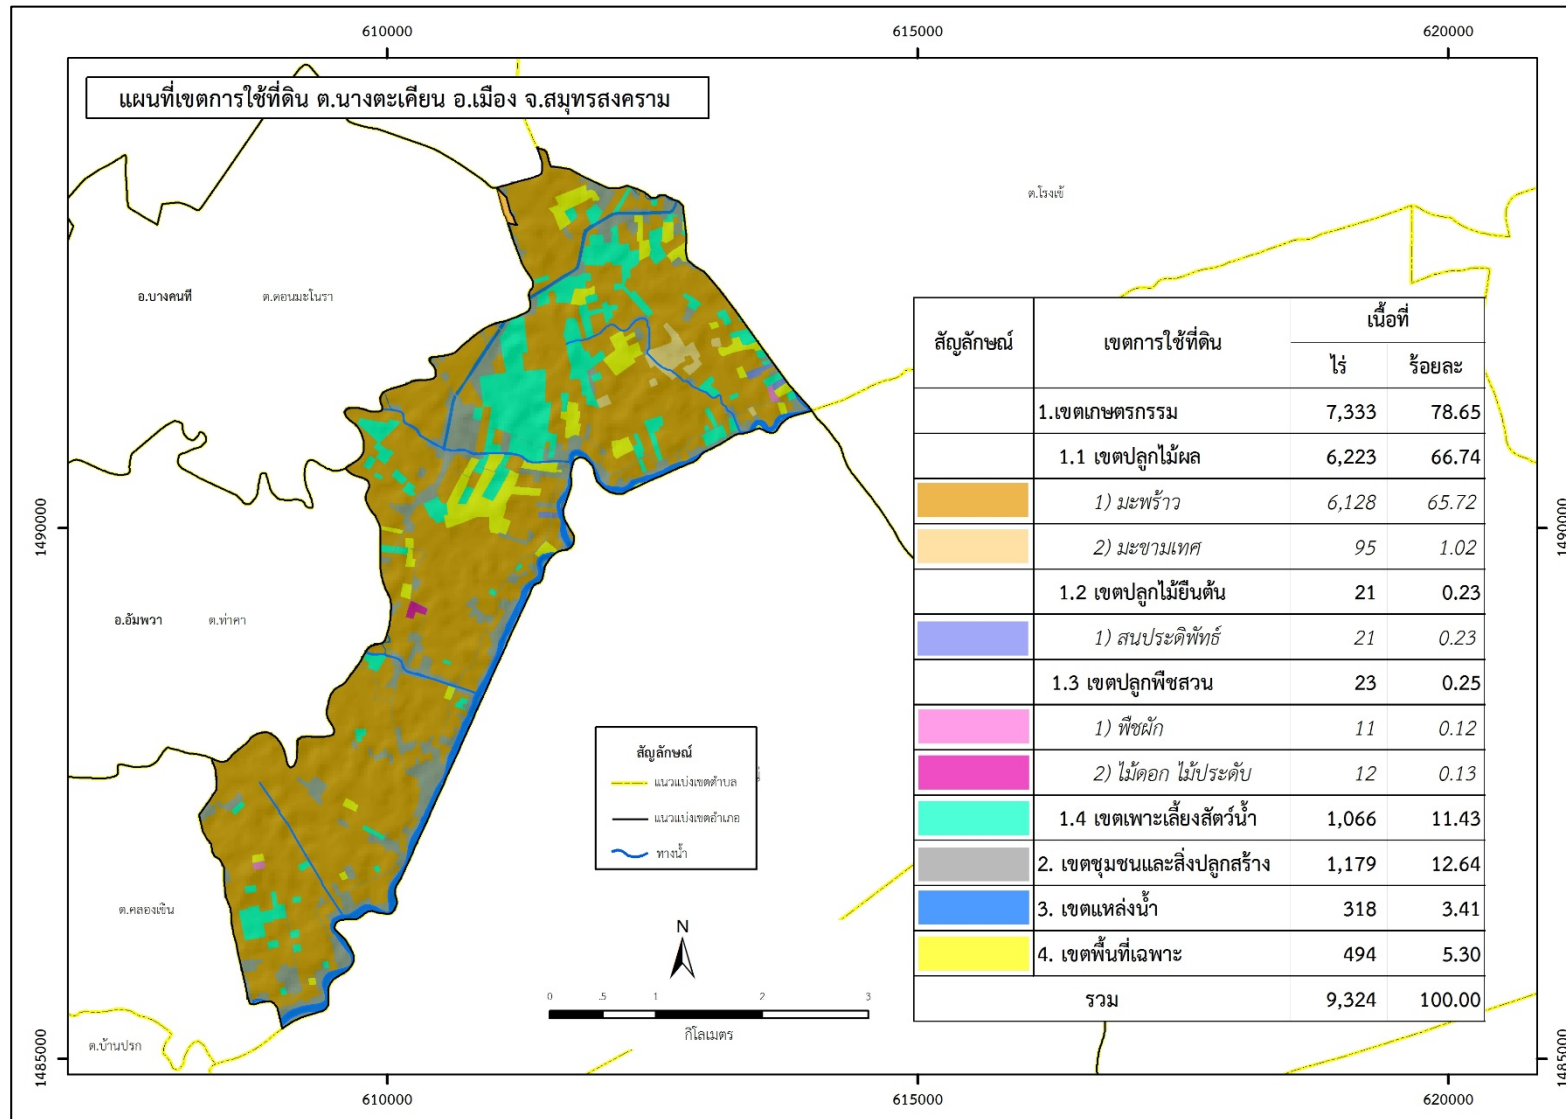 610000
615000
620000
แผนที่เขตการใช้ที่ดิน ต.นางตะเคียน อ.เมือง จ.สมุทรสงคราม
ต.โรงเข้
อ.บางคนที
ต.ดอนมะโนรา
สัญลักษณ์
เขตการใช้ที่ดิน
เนื้อที่
ไร่
ร้อยละ
1.เขตเกษตรกรรม 7,333 78.65
1.1 เขตปลูกไม้ผล 6,223 66.74
1) มะพร้าว 6,128 65.72
2) มะขามเทศ 95 1.02
1.2 เขตปลูกไม้ยืนต้น 21 0.23
1) สนประดิพัทธ์ 21 0.23
1.3 เขตปลูกพืชสวน 23 0.25
1) พืชผัก 11 0.12
2) ไม้ดอก ไม้ประดับ 12 0.13
1.4 เขตเพาะเลี้ยงสัตว์น้ำ 1,066 11.43
2. เขตชุมชนและสิ่งปลูกสร้าง 1,179 12.64
3. เขตแหล่งน้ำ 318 3.41
4. เขตพื้นที่เฉพาะ 494 5.30
รวม 9,324 100.00
1490000
1490000
อ.อัมพวา
ต.ท่าคา
สัญลักษณ์
แนวแบ่งเขตตำบล
แนวแบ่งเขตอำเภอ
ทางน้ำ
ต.คลองเขิน
N
0 .5 1 2 3
กิโลเมตร
ต.บ้านปรก
1485000
1485000
610000
615000
620000